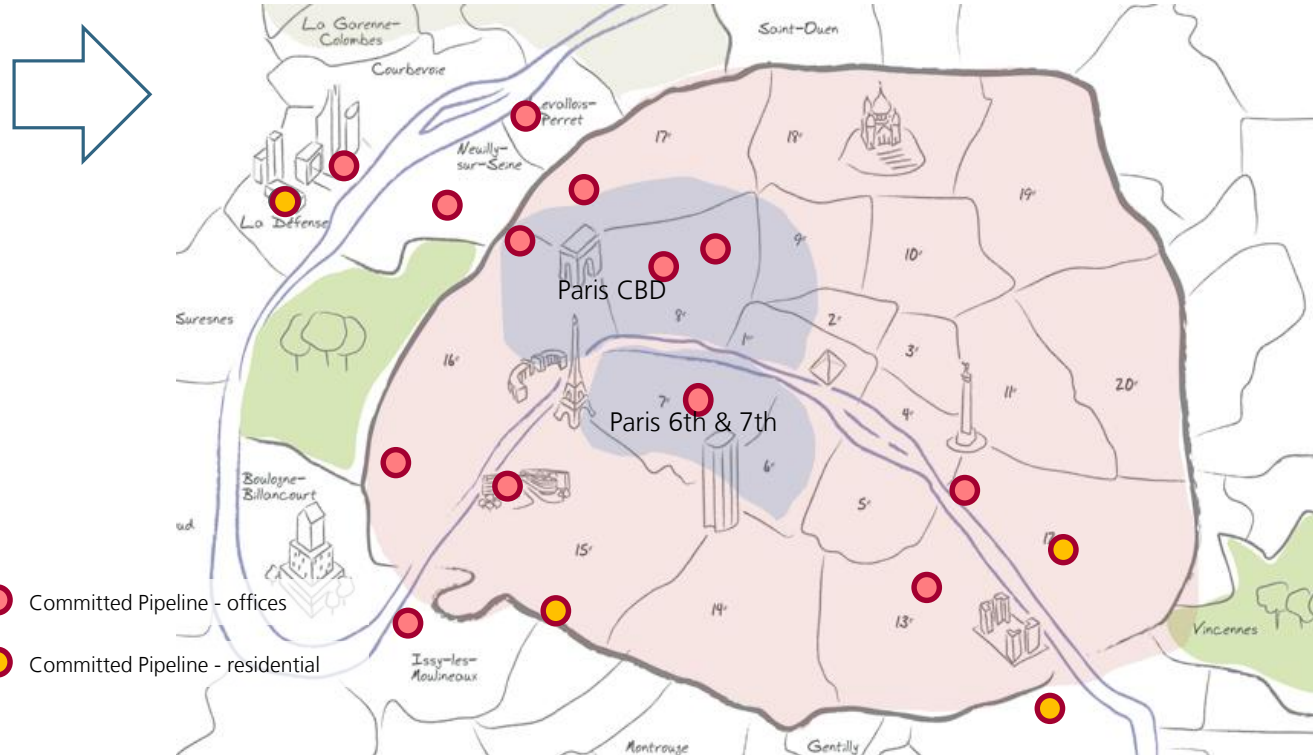 La Garenne-
Colombes
Saint-Ouen
Courbevoie
evallois-
Perret
Neuilly-
sur-Seine
17ᵉ
18ᵉ
19ᵉ
La Défense
9ᵉ
10ᵉ
Paris CBD
8ᵉ
Suresnes
2ᵉ
1ᵉʳ
3ᵉ
16ᵉ
11ᵉ
20ᵉ
7ᵉ
4ᵉ
Paris 6th & 7th
6ᵉ
Boulogne-
Billancourt
5ᵉ
ud
15ᵉ
Committed Pipeline - offices
14ᵉ
13ᵉ
Vincennes
Committed Pipeline - residential
Issy-les-
Moulineaux
Montrouge
Gentilly